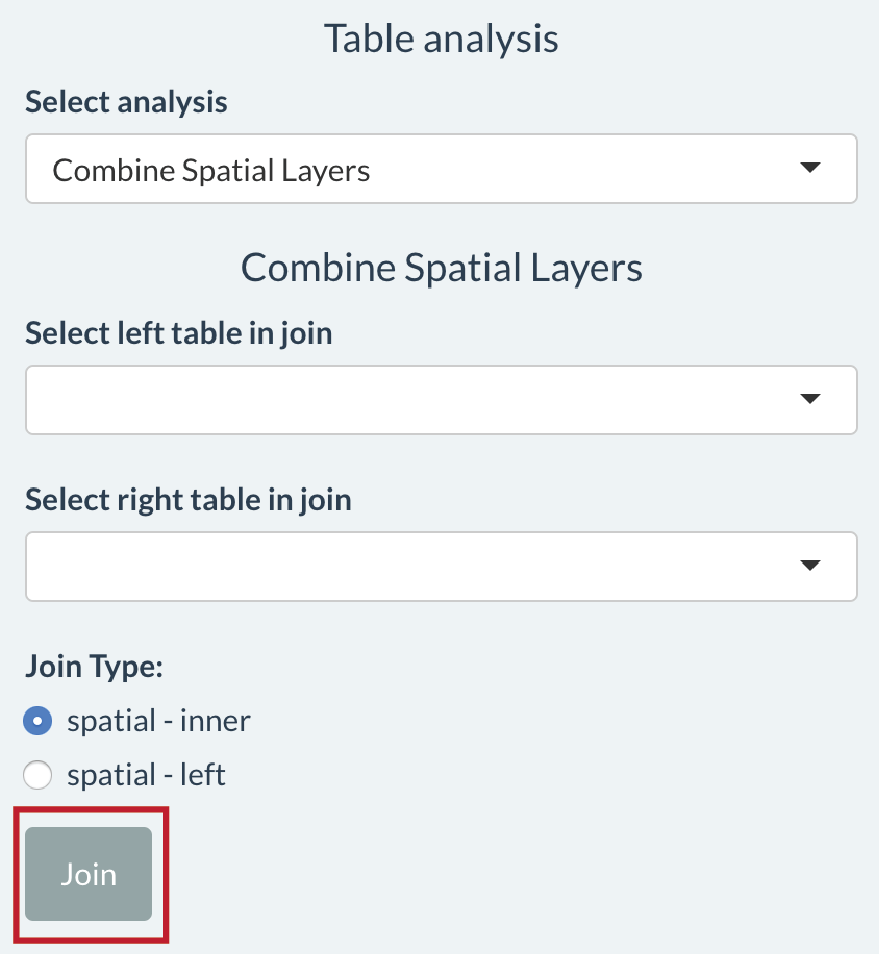 Table analysis
Select analysis
Combine Spatial Layers
Combine Spatial Layers
Select left table in join
Select right table in join
Join Type:
spatial - inner
spatial - left
Join